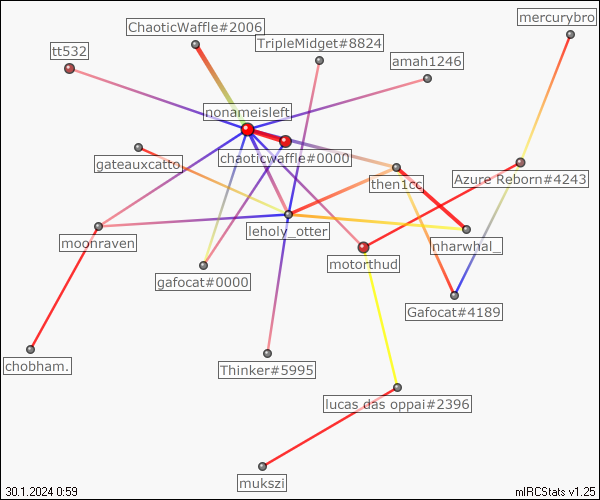 mercurybro
ChaoticWaffle#2006
TripleMidget#8824
tt532
amah1246
nonameisleft
chaoticwaffle#0000
gateauxcatto
then1cc
Azure Reborn#4243
leholy_otter
moonraven
nharwhal_
motorthud
gafocat#0000
Gafocat#4189
chobham.
Thinker#5995
lucas das oppai#2396
mukszi
30.1.2024 0:59
mIRCStats v1.25